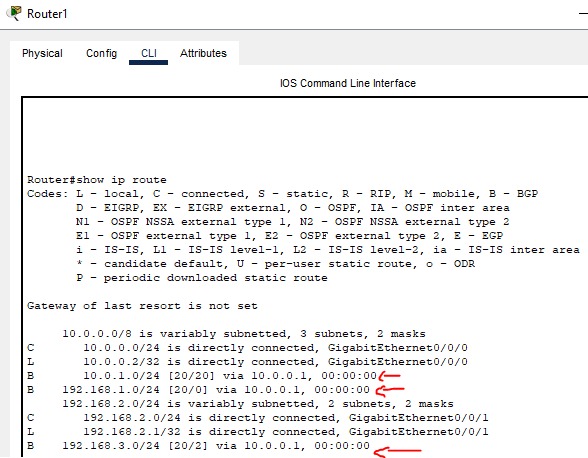 Router1
Physical Config CLI Attributes
IOS Command Line Interface
Router#show ip route
Codes: L - local, C - connected, S - static, R - RIP, M - mobile, B - BGP
D - EIGRP, EX - EIGRP external, O - OSPF, IA - OSPF inter area
N1 - OSPF NSSA external type 1, N2 - OSPF NSSA external type 2
E1 - OSPF external type 1, E2 - OSPF external type 2, E - EGP
i - IS-IS, L1 - IS-IS level-1, L2 - IS-IS level-2, ia - IS-IS inter area
* - candidate default, U - per-user static route, o - ODR
P - periodic downloaded static route
Gateway of last resort is not set
10.0.0.0/8 is variably subnetted, 3 subnets, 2 masks
C 10.0.0.0/24 is directly connected, GigabitEthernet0/0/0
L 10.0.0.2/32 is directly connected, GigabitEthernet0/0/0
B 10.0.1.0/24 [20/20] via 10.0.0.1, 00:00:00
B 192.168.1.0/24 [20/0] via 10.0.0.1, 00:00:00
192.168.2.0/24 is variably subnetted, 2 subnets, 2 masks
C 192.168.2.0/24 is directly connected, GigabitEthernet0/0/1
L 192.168.2.1/32 is directly connected, GigabitEthernet0/0/1
B 192.168.3.0/24 [20/2] via 10.0.0.1, 00:00:00